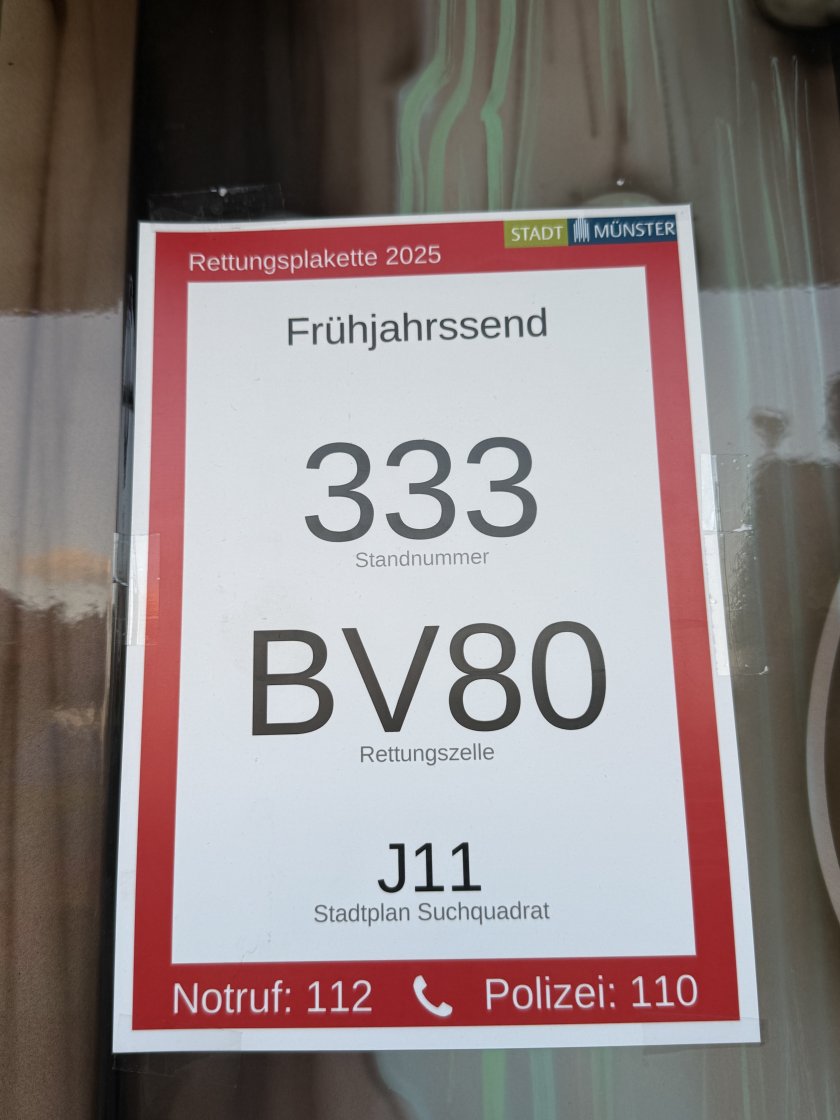 STADT MÜNSTER
Rettungsplakette 2025
Frühjahrssend
333
Standnummer
BV80
Rettungszelle
J11
Stadtplan Suchquadrat
Notruf: 112 Polizei: 110